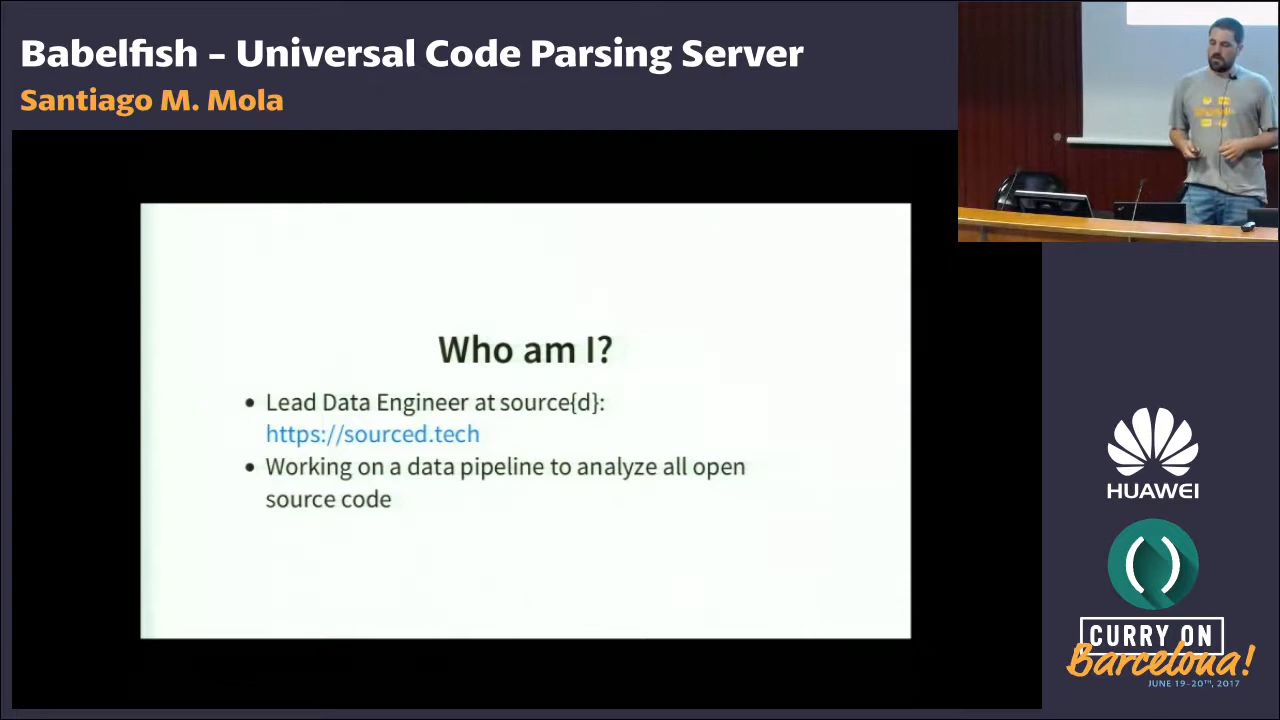 Babelfish – Universal Code Parsing Server
Santiago M. Mola
Who am I?
• Lead Data Engineer at source{d}:
https://sourced.tech
• Working on a data pipeline to analyze all open
source code
HUAWEI
( )
CURRY ON
Barcelona!
JUNE 19-20TH, 2017